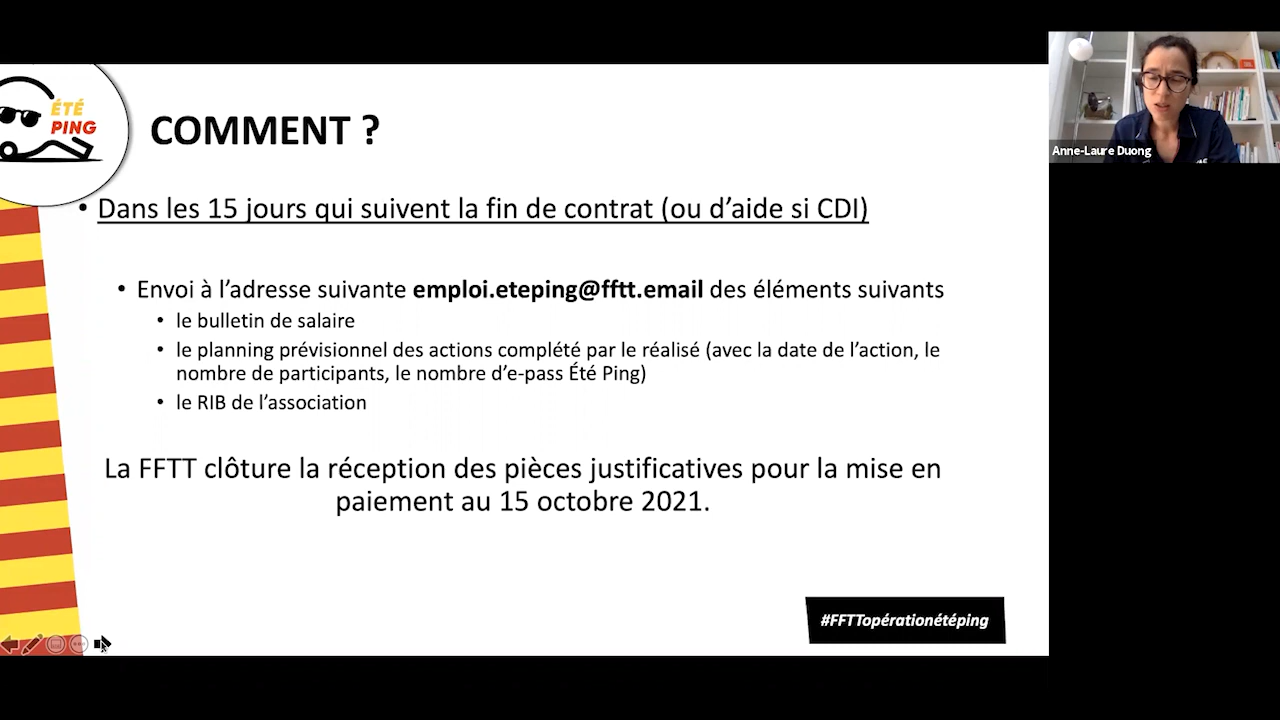 ÉTÉ
PING
COMMENT ?
• Dans les 15 jours qui suivent la fin de contrat (ou d’aide si CDI)
• Envoi à l’adresse suivante emploi.eteping@fftt.email des éléments suivants
• le bulletin de salaire
• le planning prévisionnel des actions complété par le réalisé (avec la date de l’action, le
nombre de participants, le nombre d’e-pass Été Ping)
• le RIB de l’association
La FFTT clôture la réception des pièces justificatives pour la mise en
paiement au 15 octobre 2021.
#FFTTopérationétéping
Anne-Laure Duong